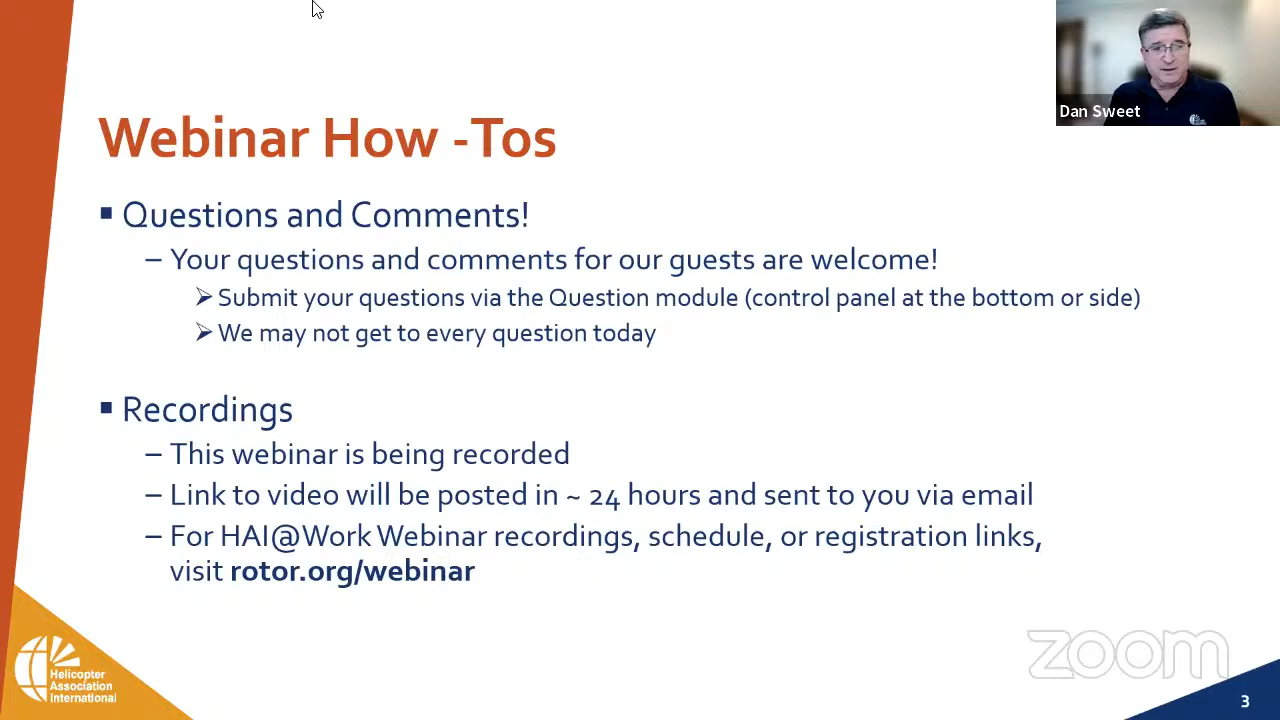 Dan Sweet
Webinar How -Tos
▪ Questions and Comments!
– Your questions and comments for our guests are welcome!
➢ Submit your questions via the Question module (control panel at the bottom or side)
➢ We may not get to every question today
▪ Recordings
– This webinar is being recorded
– Link to video will be posted in ~ 24 hours and sent to you via email
– For HAI@Work Webinar recordings, schedule, or registration links,
visit rotor.org/webinar
Helicopter
Association
International
zoom
3